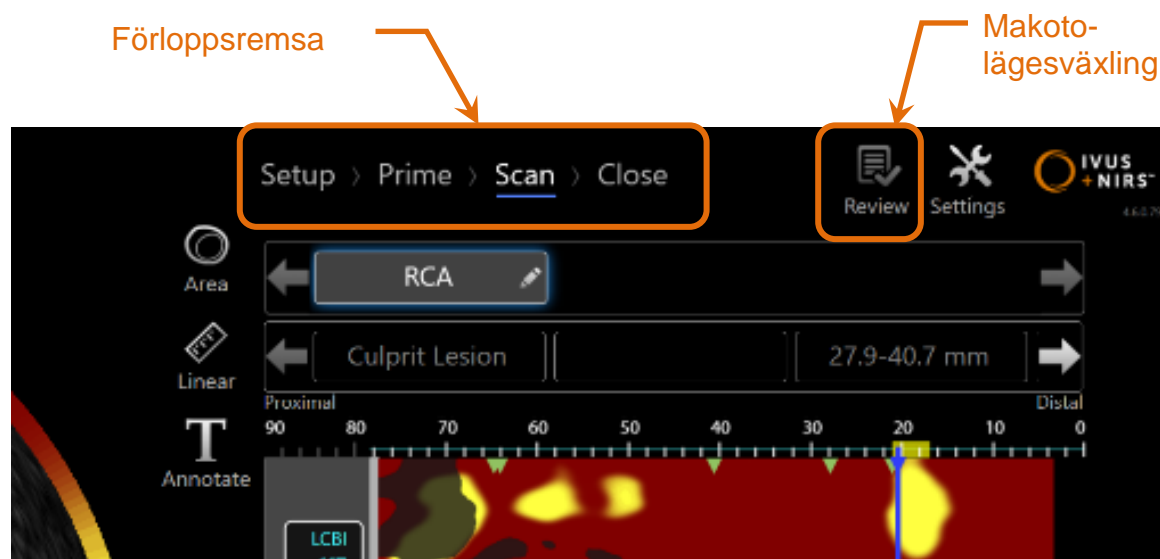 Förloppsremsa
Makoto-
lägesväxling
Setup > Prime > Scan > Close
Review Settings
IVUS
+NIRS™
Area
RCA
Linear
Culprit Lesion 27.9-40.7 mm
Proximal Distal
90 80 70 60 50 40 30 20 10 0
Annotate
LCBI